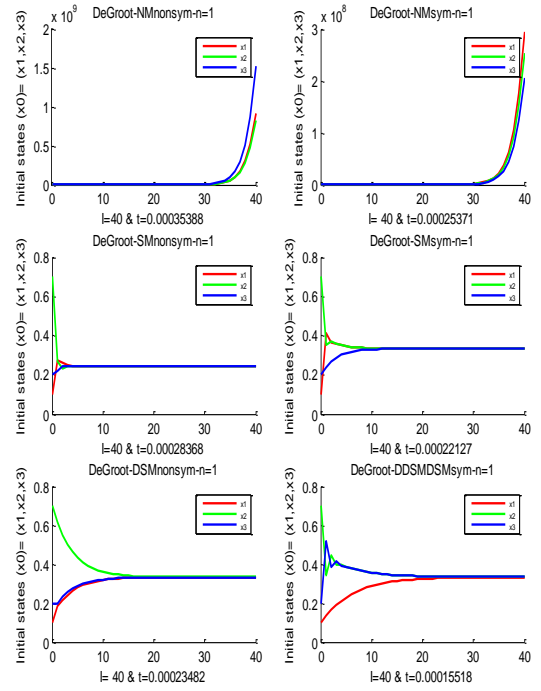 DeGroot-NMnonsym-n=1
x 10^9
2
1.5
1
0.5
0
Initial states (x0)= (x1,x2,x3)
x1
x2
x3
0 10 20 30 40
I=40 & t=0.00035388
DeGroot-NMsym-n=1
x 10^8
3
2
1
0
Initial states (x0)= (x1,x2,x3)
x1
x2
x3
0 10 20 30 40
I= 40 & t=0.00025371
DeGroot-SMnonsym-n=1
0.8
0.6
0.4
0.2
0
Initial states (x0)= (x1,x2,x3)
x1
x2
x3
0 10 20 30 40
I=40 & t=0.00028368
DeGroot-SMsym-n=1
0.8
0.6
0.4
0.2
0
Initial states (x0)= (x1,x2,x3)
x1
x2
x3
0 10 20 30 40
I=40 & t=0.00022127
DeGroot-DSMnonsym-n=1
0.8
0.6
0.4
0.2
0
Initial states (x0)= (x1,x2,x3)
x1
x2
x3
0 10 20 30 40
I= 40 & t=0.00023482
DeGroot-DDSMDSMsym-n=1
0.8
0.6
0.4
0.2
0
Initial states (x0)= (x1,x2,x3)
x1
x2
x3
0 10 20 30 40
I= 40 & t=0.00015518